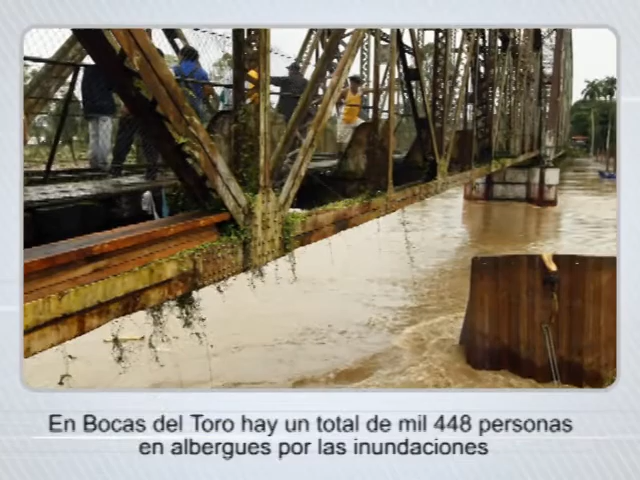 En Bocas del Toro hay un total de mil 448 personas
en albergues por las inundaciones